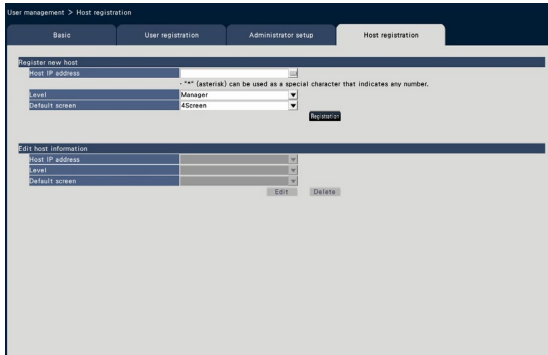 User management > Host registration
Basic
User registration
Administrator setup
Host registration
Register new host
Host IP address
- "*" (asterisk) can be used as a special character that indicates any number.
Level
Manager
Default screen
4Screen
Registration
Edit host information
Host IP address
Level
Default screen
Edit
Delete